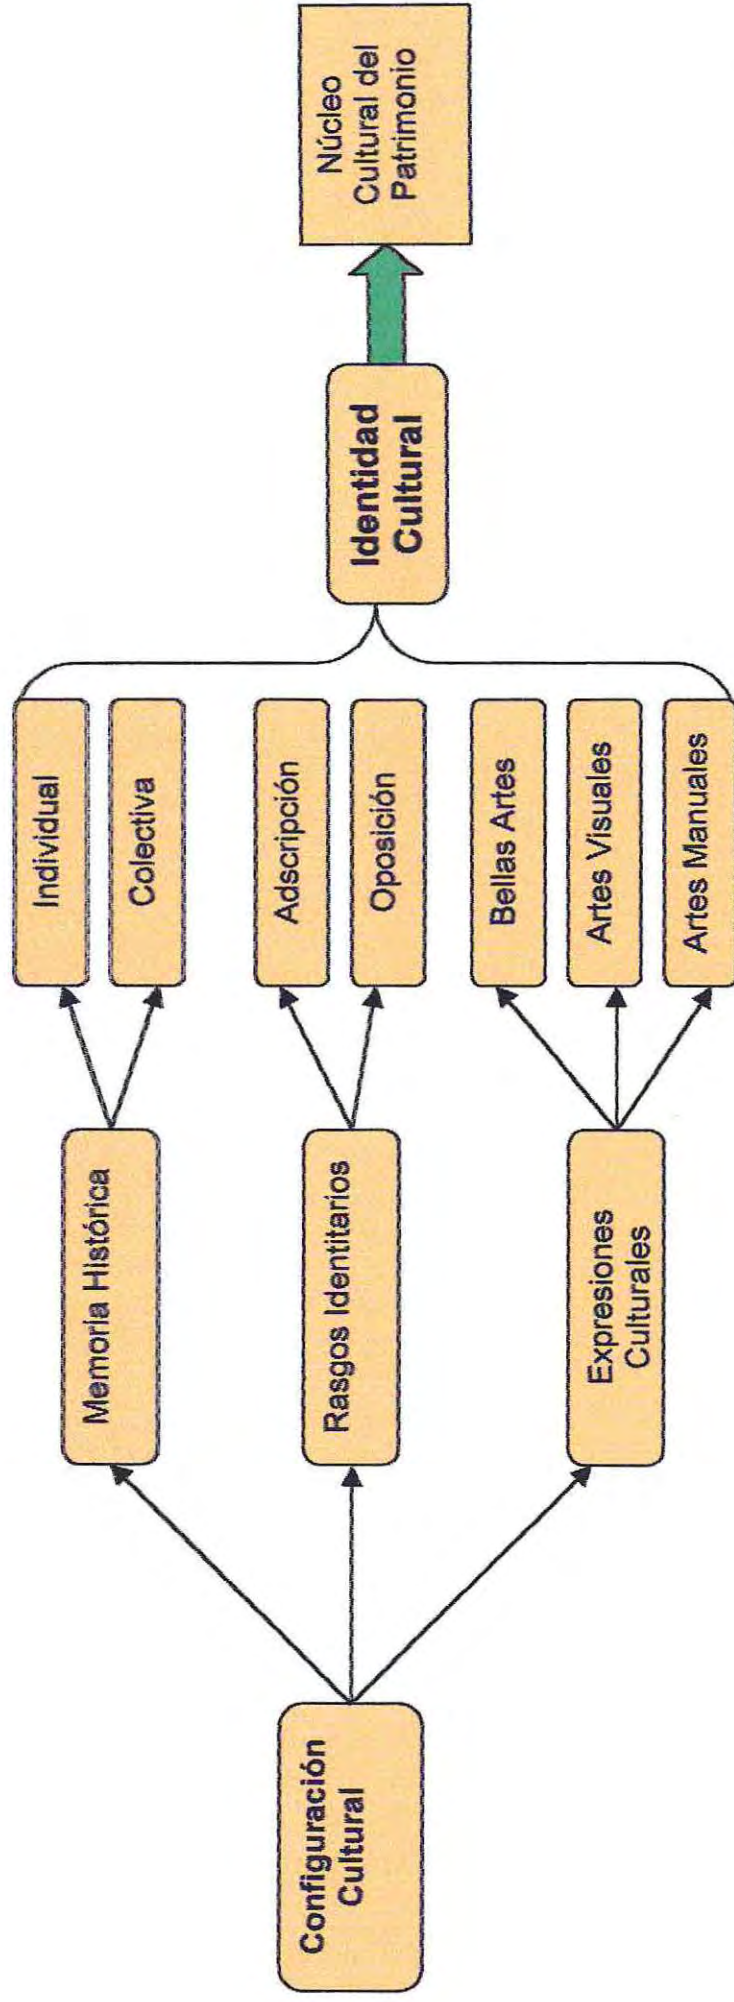 Configuración
Cultural
Memoria Histórica
Rasgos Identitarios
Expresiones
Culturales
Individual
Colectiva
Adscripción
Oposición
Bellas Artes
Artes Visuales
Artes Manuales
Identidad
Cultural
Núcleo
Cultural del
Patrimonio